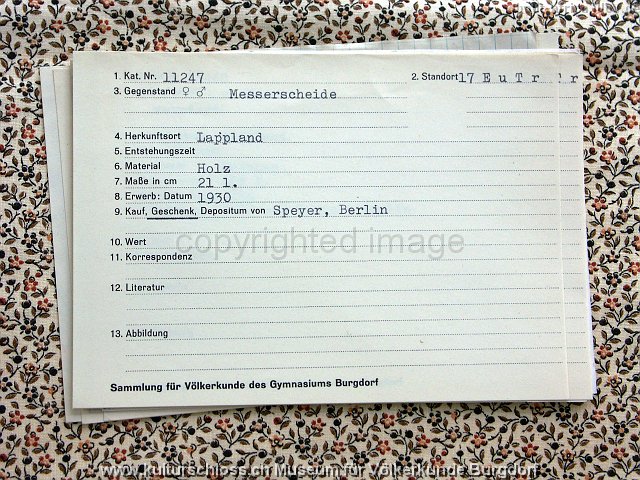 1. Kat. Nr. 11247 2. Standort 17 E u T r
3. Gegenstand ♀ ♂ Messerscheide
4. Herkunftsort Lappland
5. Entstehungszeit
6. Material Holz
7. Maße in cm 21 l.
8. Erwerb: Datum 1930
9. Kauf, Geschenk, Depositum von Speyer, Berlin
10. Wert
copyrighted image
11. Korrespondenz
12. Literatur
13. Abbildung
Sammlung für Völkerkunde des Gymnasiums Burgdorf
www.kulturschloss.ch Museum für Völkerkunde Burgdorf